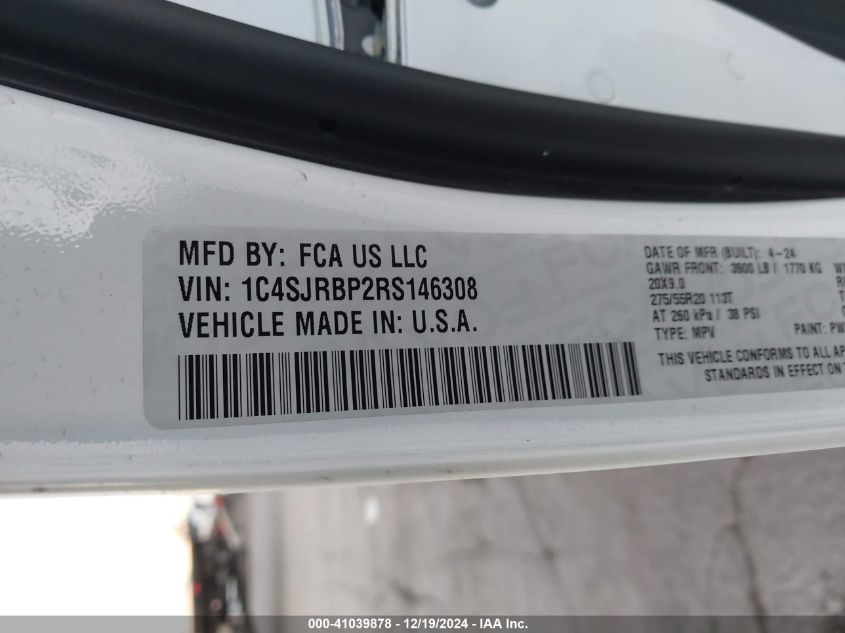 MFD BY: FCA US LLC
VIN: 1C4SJRBP2RS146308
VEHICLE MADE IN: U.S.A.
DATE OF MFR (BUILT): 4-24
GAWR FRONT: 3900 LB / 1770 KG
20X9.0
275/55R20 113T
AT 260 kPa / 38 PSI
TYPE: MPV PAINT: PW
THIS VEHICLE CONFORMS TO ALL AP
STANDARDS IN EFFECT ON T
000-41039878 - 12/19/2024 - IAA Inc.